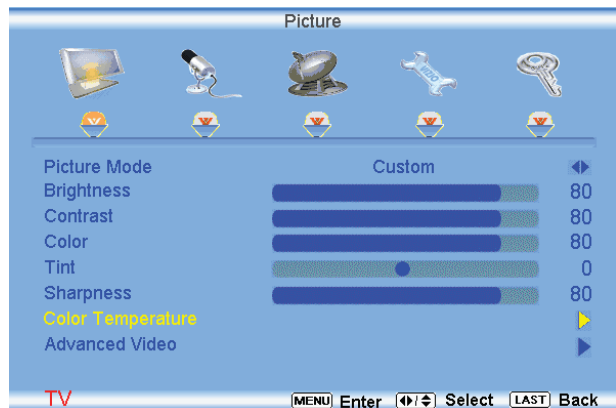 Picture
VIZIO
V V V V V
Picture Mode Custom
Brightness 80
Contrast 80
Color 80
Tint 0
Sharpness 80
Color Temperature
Advanced Video
TV MENU Enter / Select LAST Back